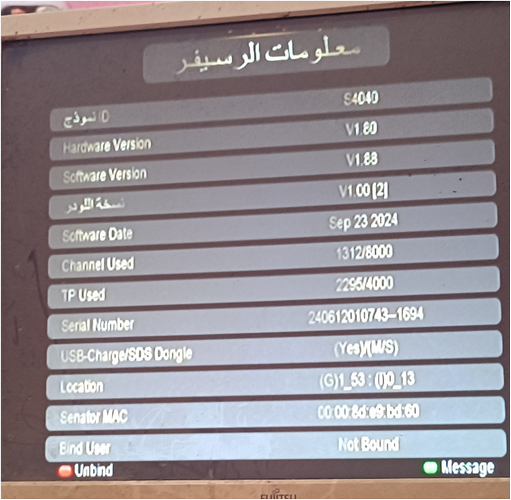 معلومات الرسيفر
نموذج ID S4040
Hardware Version V1.80
Software Version V1.88
نسخة اللودر V1.00 [2]
Software Date Sep 23 2024
Channel Used 1312/8000
TP Used 2295/4000
Serial Number 240612010743-1694
USB-Charge/SDS Dongle (Yes)/(M/S)
Location (G)1_53 : (I)0_13
Senator MAC 00:00:8d:e9:bd:60
Bind User Not Bound
Unbind Message
FUJITSU